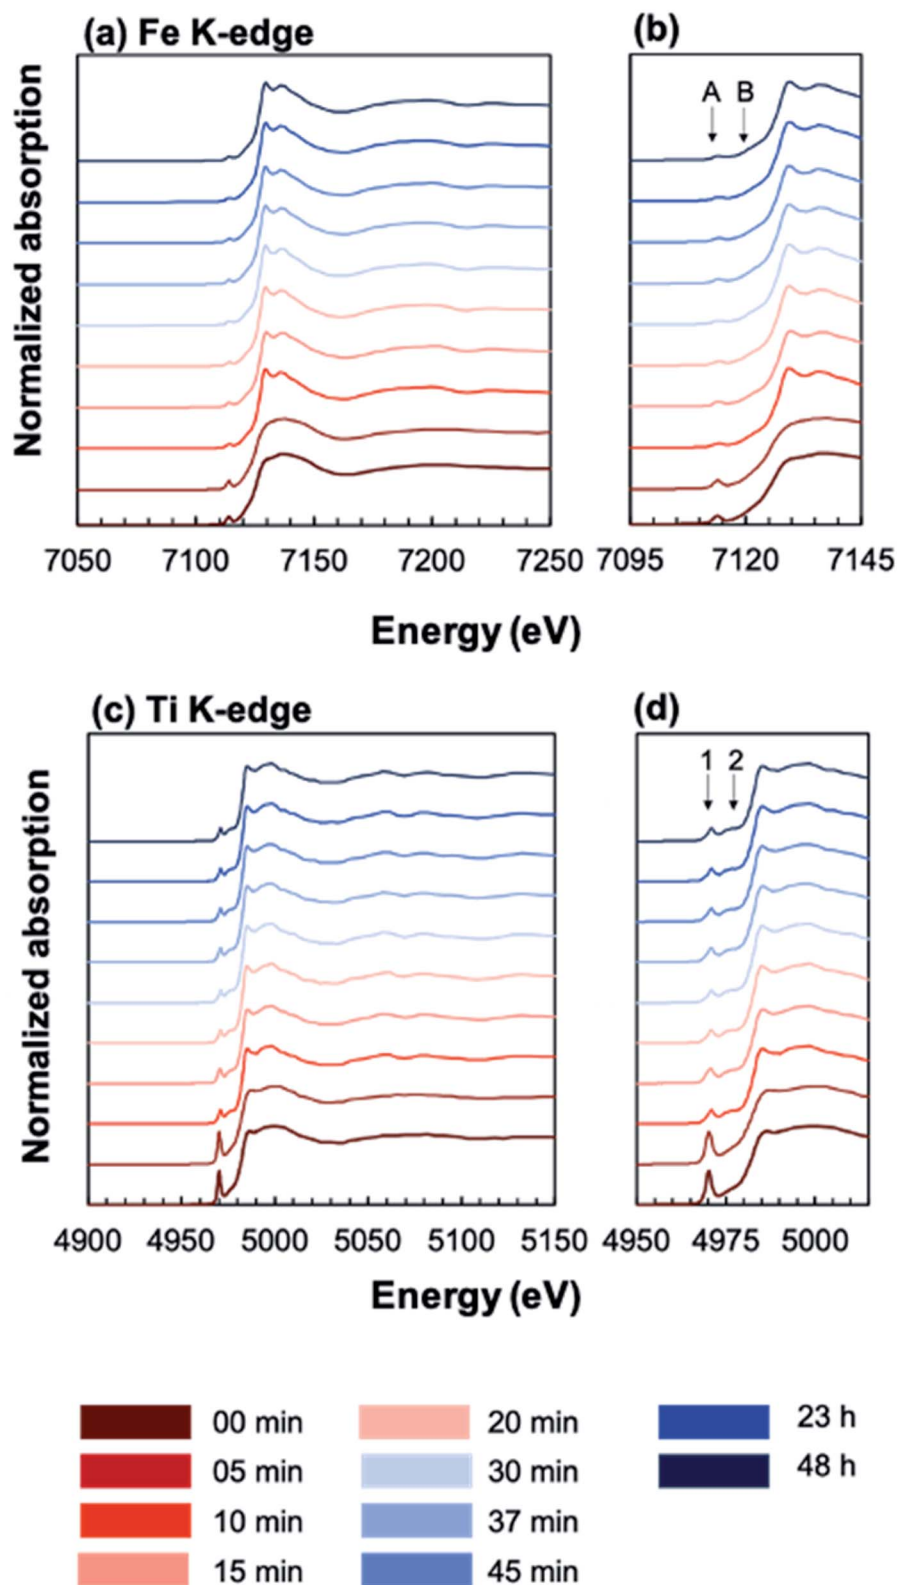 (a) Fe K-edge
(b)
Normalized absorption
A B
7050 7100 7150 7200 7250 7095 7120 7145
Energy (eV)
(c) Ti K-edge
(d)
Normalized absorption
1 2
4900 4950 5000 5050 5100 5150 4950 4975 5000
Energy (eV)
00 min 20 min 23 h
05 min 30 min 48 h
10 min 37 min
15 min 45 min